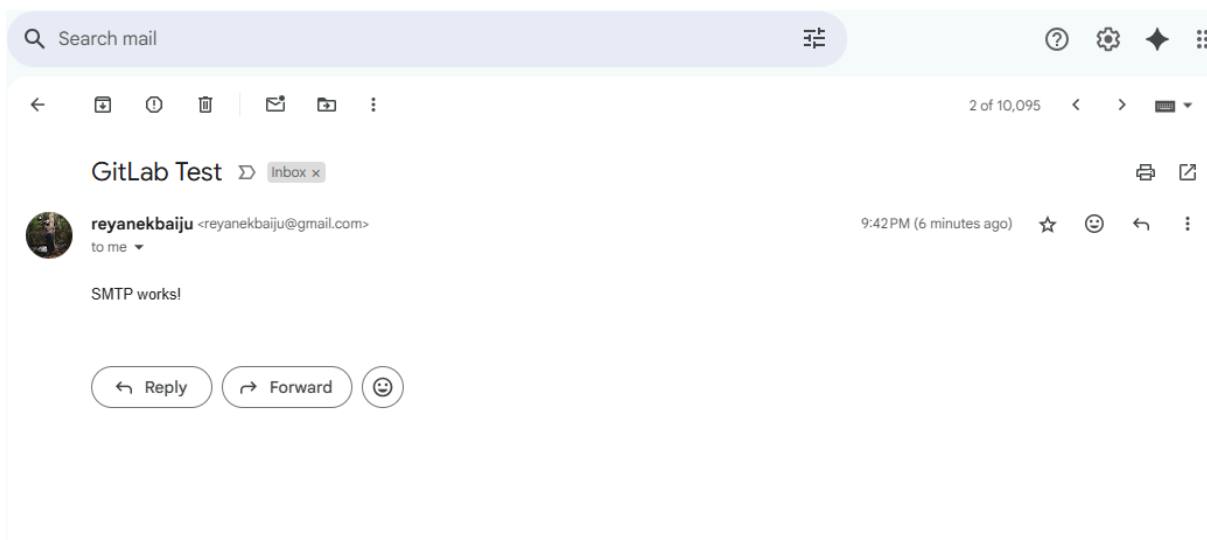 Search mail
2 of 10,095
GitLab Test Inbox ×
reyanekbaiju <reyanekbaiju@gmail.com> 9:42 PM (6 minutes ago)
to me
SMTP works!
Reply Forward